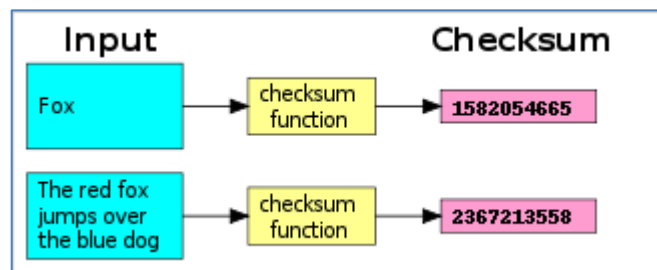 Input
Checksum
Fox
checksum
function
1582054665
The red fox
jumps over
the blue dog
checksum
function
2367213558